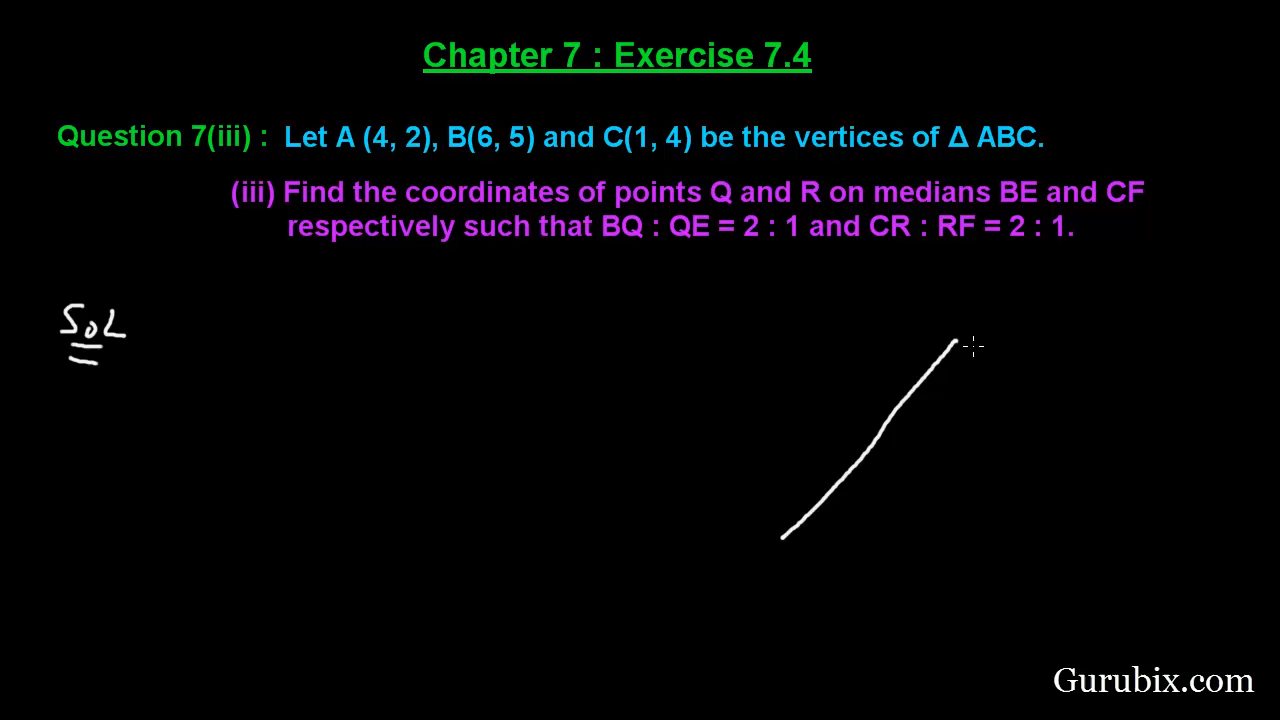 Chapter 7 : Exercise 7.4
Question 7(iii) : Let A (4, 2), B(6, 5) and C(1, 4) be the vertices of Δ ABC.
(iii) Find the coordinates of points Q and R on medians BE and CF
respectively such that BQ : QE = 2 : 1 and CR : RF = 2 : 1.
SoL
Gurubix.com